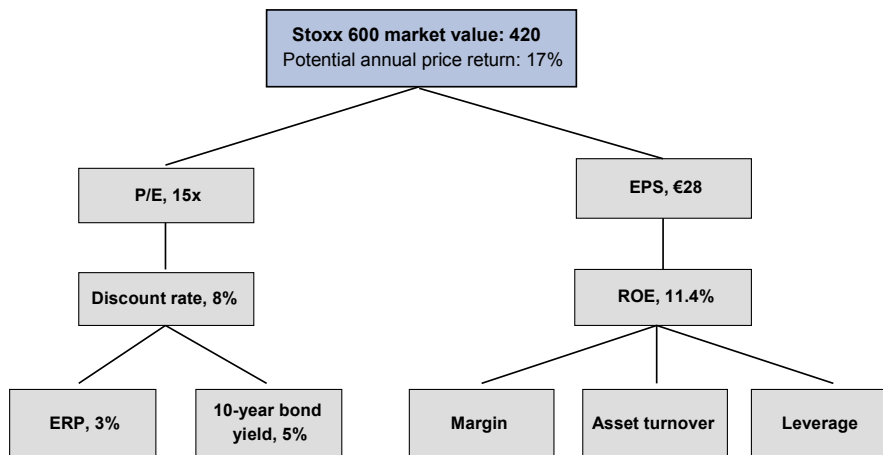 Stoxx 600 market value: 420
Potential annual price return: 17%
P/E, 15x
EPS, €28
Discount rate, 8%
ROE, 11.4%
ERP, 3%
10-year bond
yield, 5%
Margin
Asset turnover
Leverage